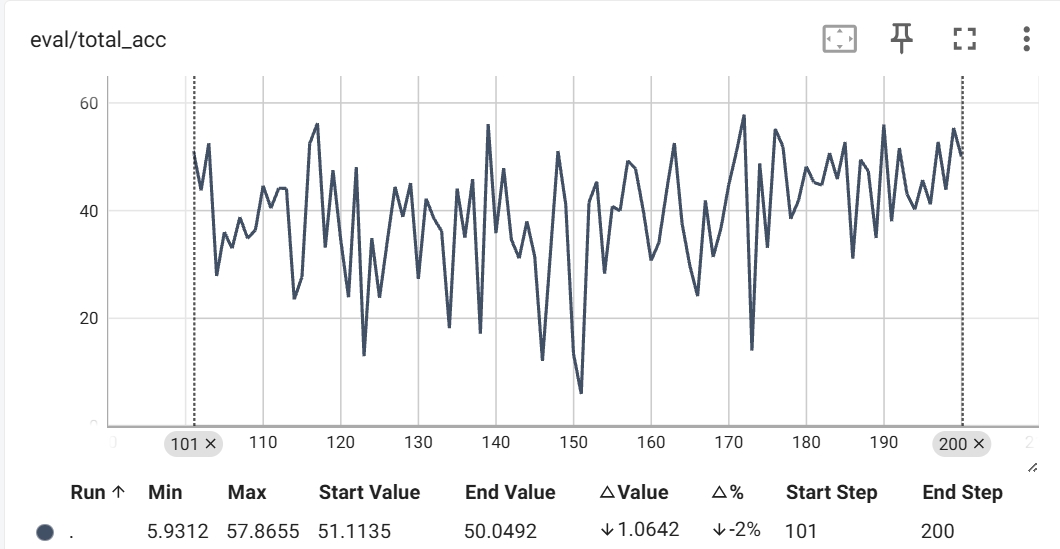 eval/total_acc
60
40
20
0
101 × 110 120 130 140 150 160 170 180 190 200 ×
Run ↑ Min Max Start Value End Value △Value △% Start Step End Step
. 5.9312 57.8655 51.1135 50.0492 ↓1.0642 ↓-2% 101 200